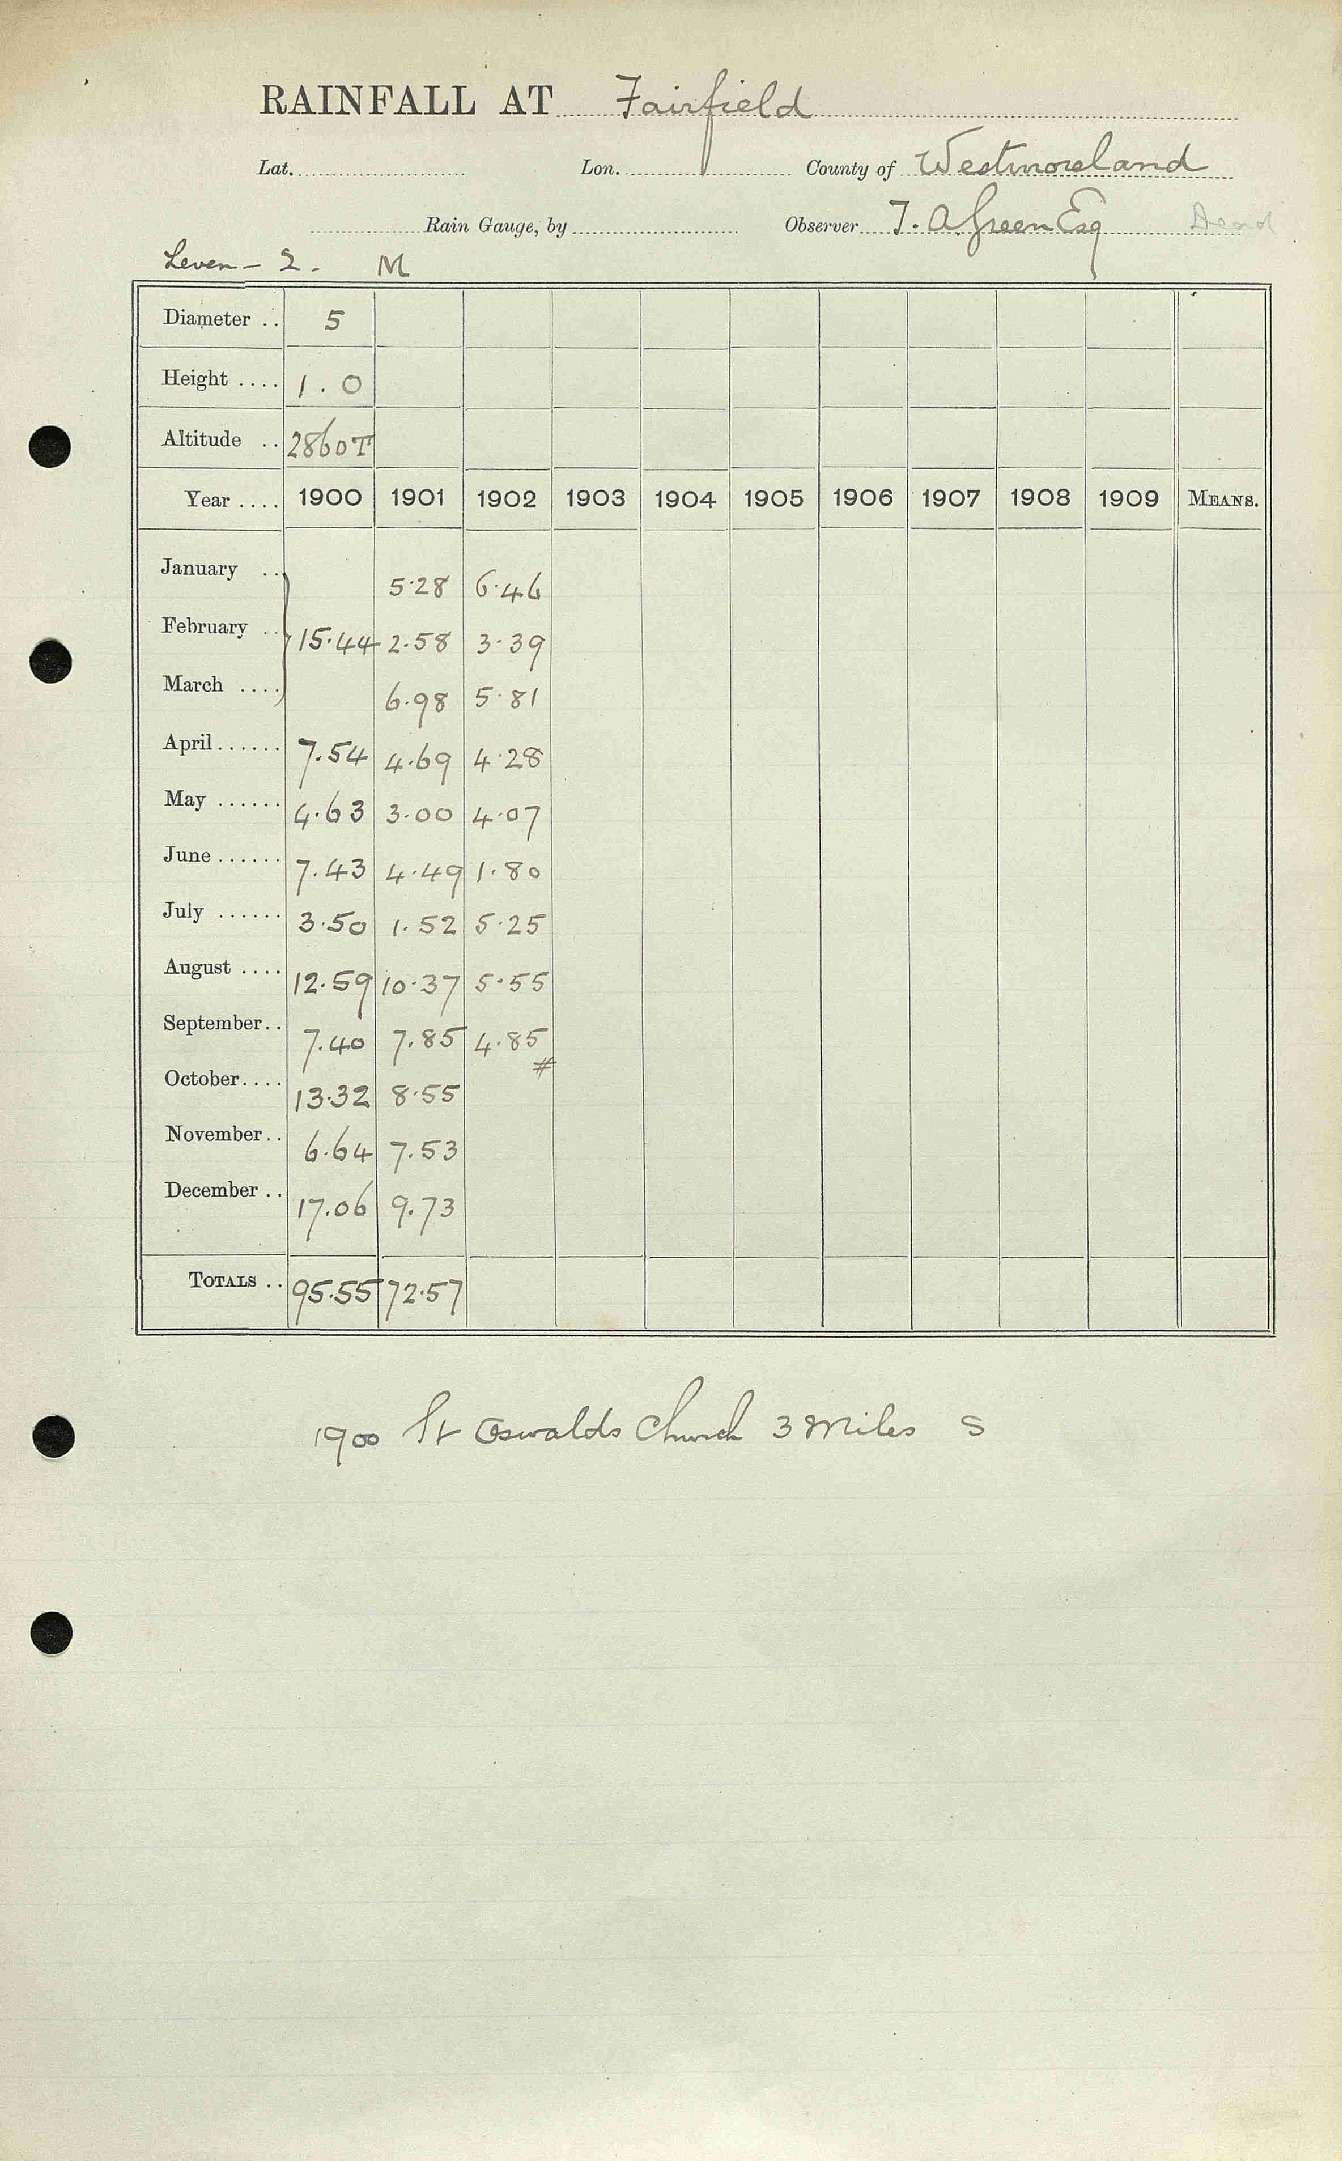 RAINFALL AT Fairfield
Lat. Lon. County of Westmoreland
Rain Gauge, by Observer T. A. Green Esq Dead
Leven - 2. M
Diameter .. 5
Height .... 1.0
Altitude .. 2860T
Year .... 1900 1901 1902 1903 1904 1905 1906 1907 1908 1909 MEANS.
January .. 5.28 6.46
February .. 15.44 2.58 3.39
March .... 6.98 5.81
April ...... 7.54 4.69 4.28
May ...... 4.63 3.00 4.07
June ...... 7.43 4.49 1.80
July ...... 3.50 1.52 5.25
August .... 12.59 10.37 5.55
September.. 7.40 7.85 4.85
#
October.... 13.32 8.55
November.. 6.64 7.53
December .. 17.06 9.73
TOTALS .. 95.55 72.57
1900 St Oswalds Church 3 Miles S